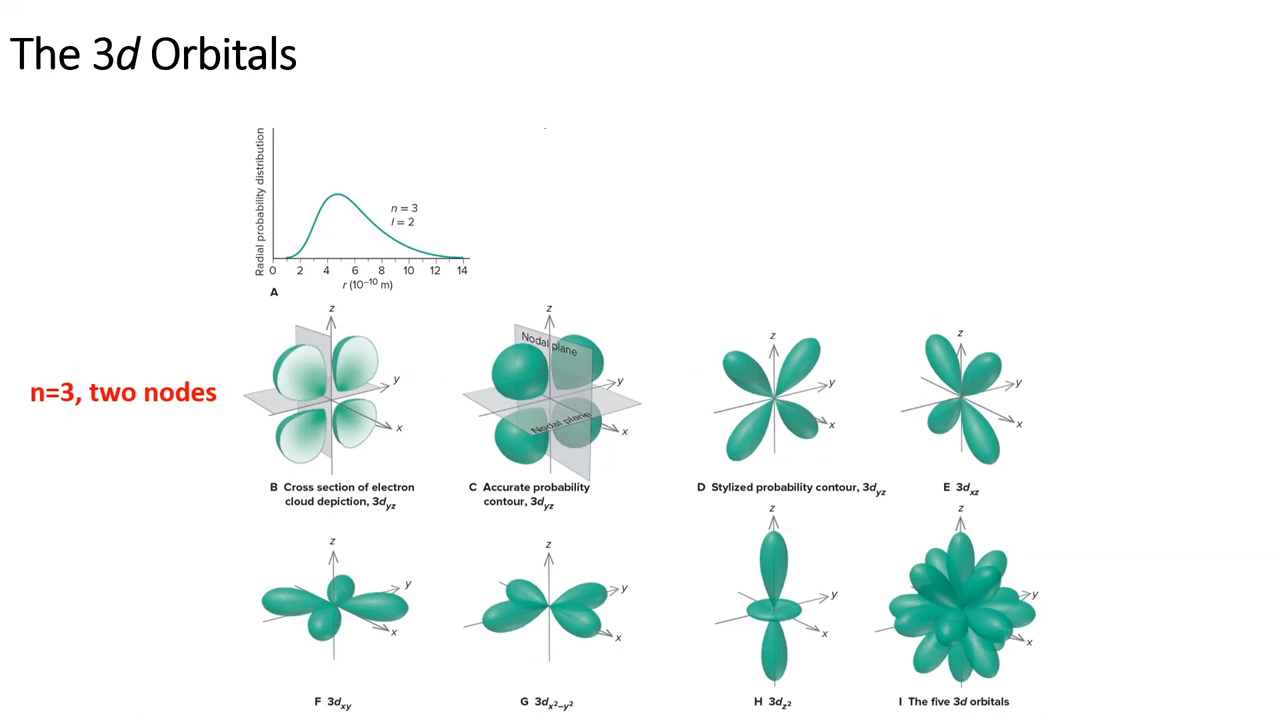 The 3d Orbitals
Radial probability distribution
n = 3
l = 2
0 2 4 6 8 10 12 14
r (10⁻¹⁰ m)
A
n=3, two nodes
z
y
x
z
Nodal plane
y
Nodal plane
x
z
y
x
z
y
x
B Cross section of electron
cloud depiction, 3dyz
C Accurate probability
contour, 3dyz
D Stylized probability contour, 3dyz
E 3dxz
z
y
x
z
y
x
z
y
x
z
y
x
F 3dxy
G 3dx²–y²
H 3dz²
I The five 3d orbitals